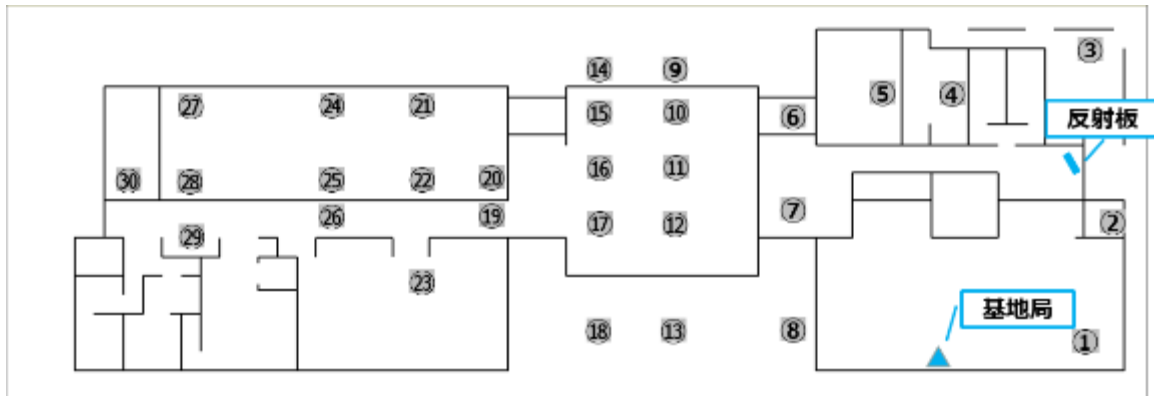 ③
⑭ ⑨
⑤ ④
㉗ ㉔ ㉑
⑮ ⑩ ⑥
反射板
⑯ ⑪
㉚ ㉘ ㉕ ㉒ ⑳
㉖ ⑲ ⑰ ⑫ ⑦ ②
㉙
㉓
基地局
⑱ ⑬ ⑧ ①